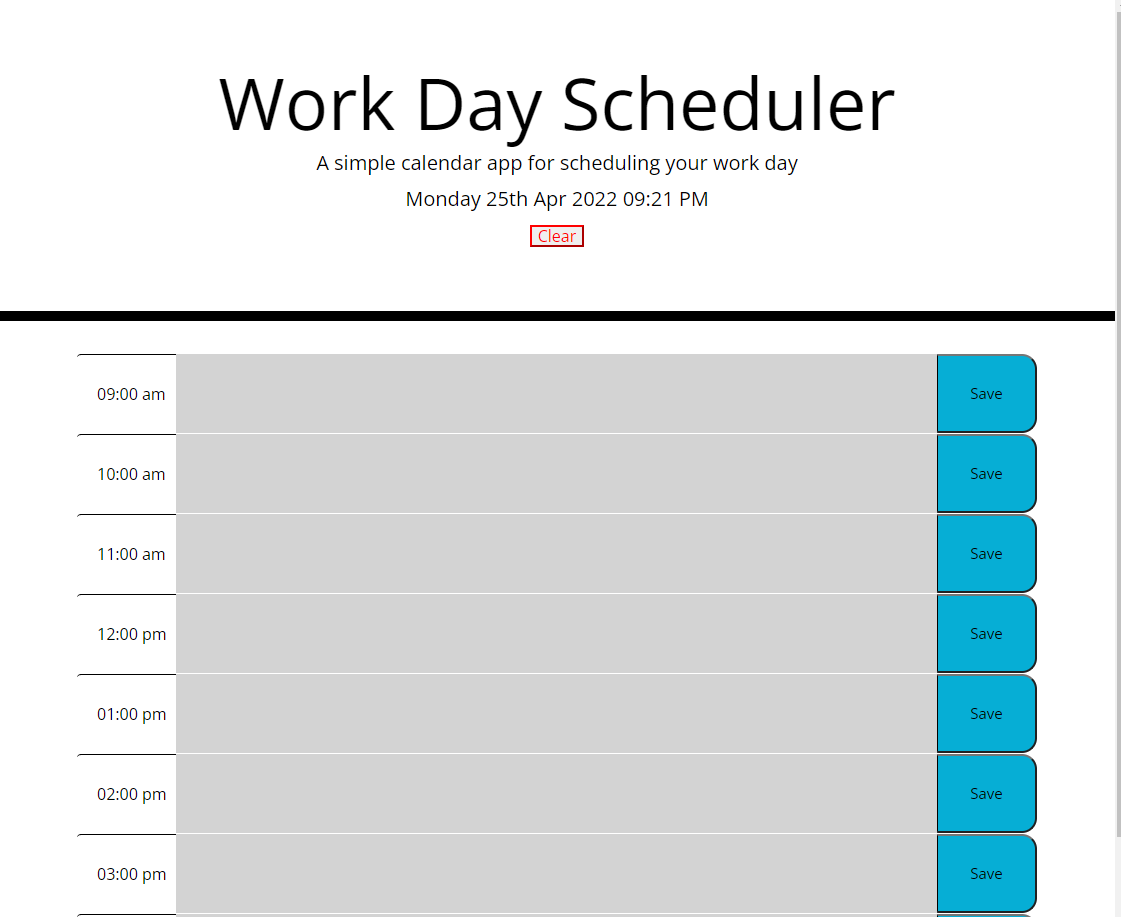 Work Day Scheduler
A simple calendar app for scheduling your work day
Monday 25th Apr 2022 09:21 PM
Clear
09:00 am Save
10:00 am Save
11:00 am Save
12:00 pm Save
01:00 pm Save
02:00 pm Save
03:00 pm Save